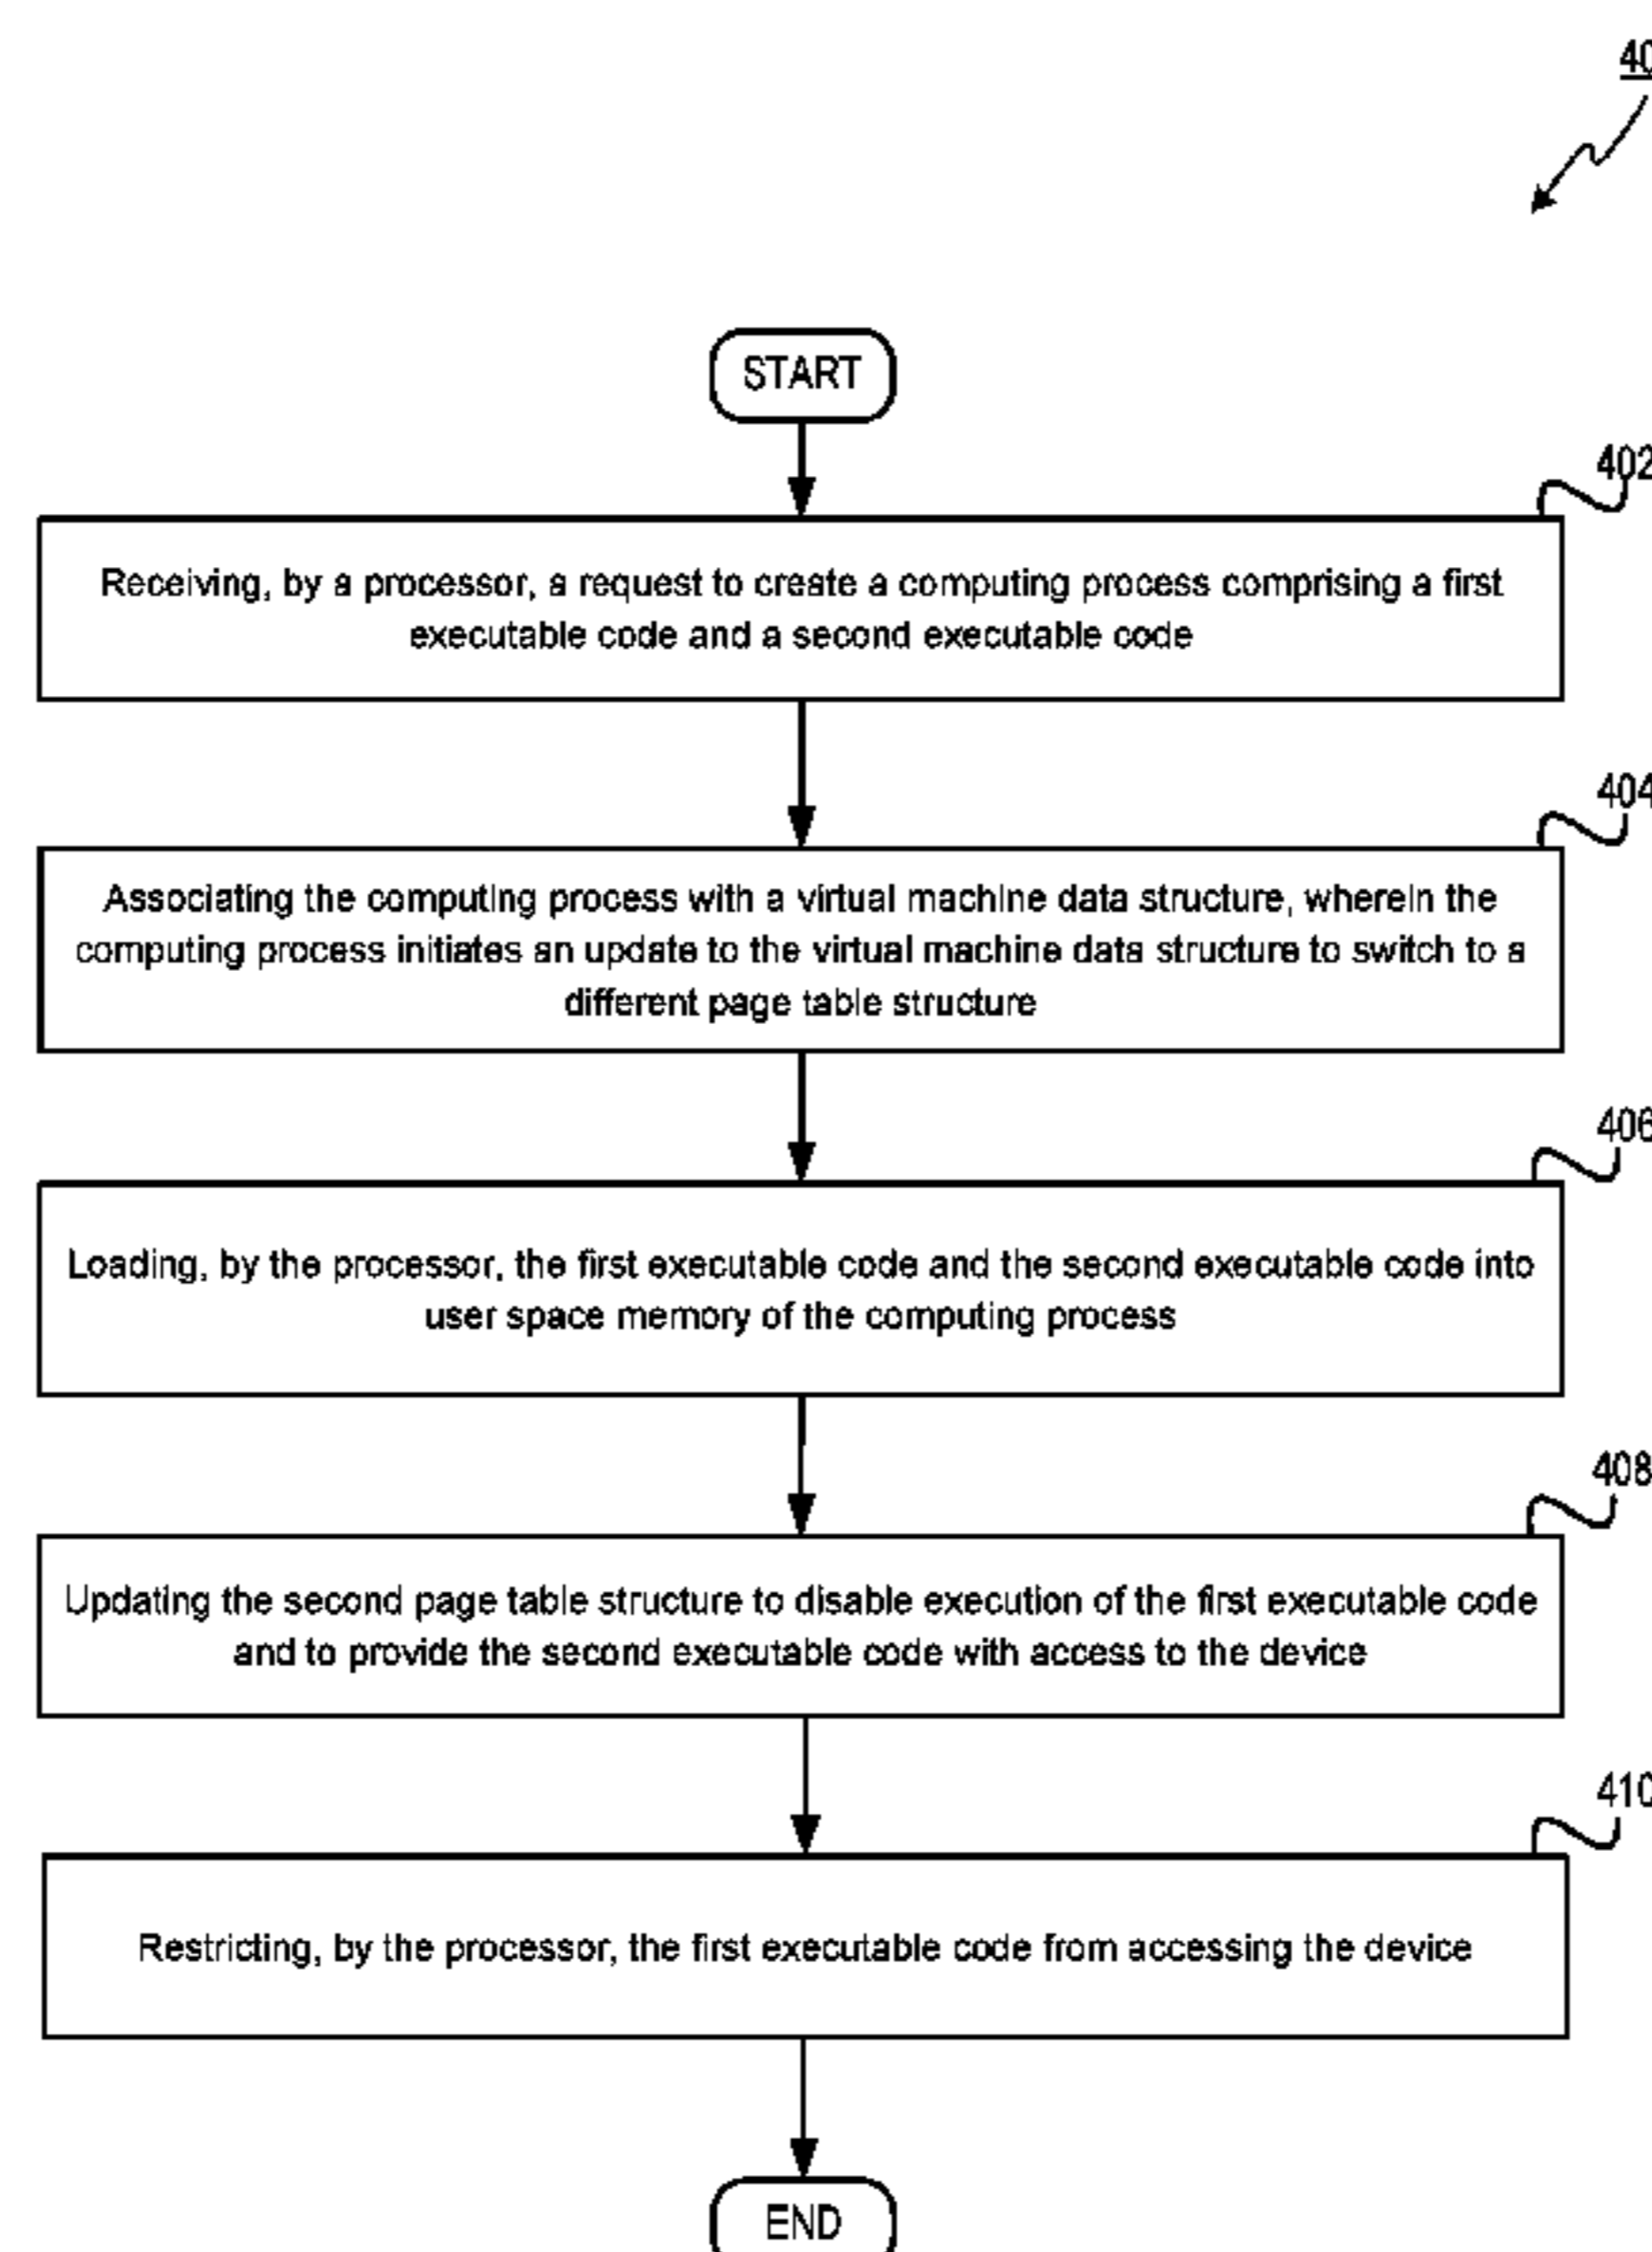 40
START
402
Receiving, by a processor, a request to create a computing process comprising a first
executable code and a second executable code
404
Associating the computing process with a virtual machine data structure, wherein the
computing process initiates an update to the virtual machine data structure to switch to a
different page table structure
406
Loading, by the processor, the first executable code and the second executable code into
user space memory of the computing process
408
Updating the second page table structure to disable execution of the first executable code
and to provide the second executable code with access to the device
410
Restricting, by the processor, the first executable code from accessing the device
END